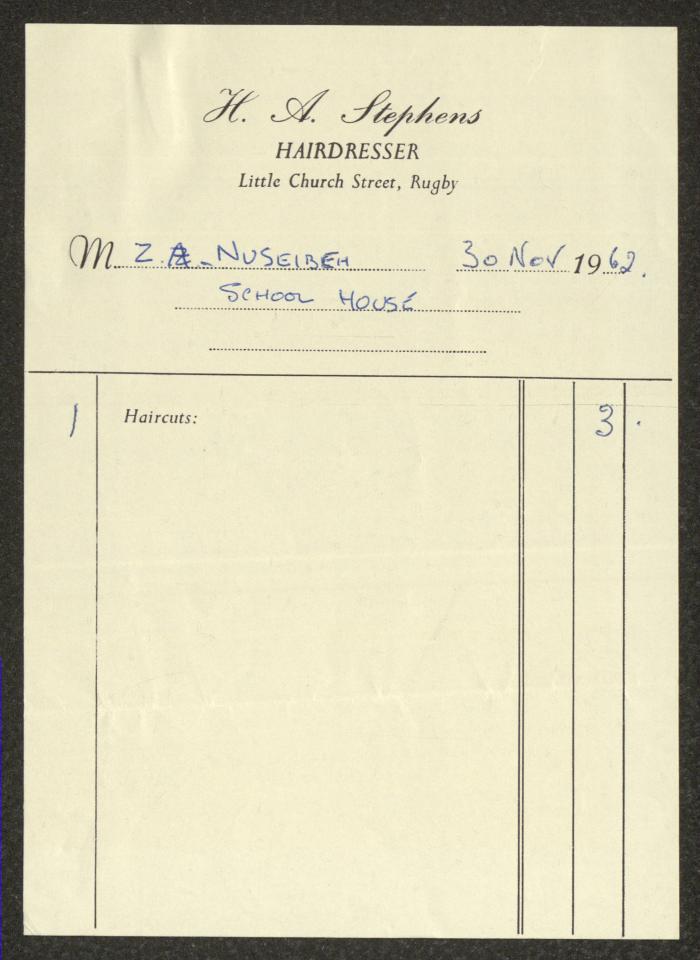 H. A. Stephens
HAIRDRESSER
Little Church Street, Rugby
M Z. A. NUSEIBEH 30 NOV 1962.
SCHOOL HOUSE
1 Haircuts: 3 .